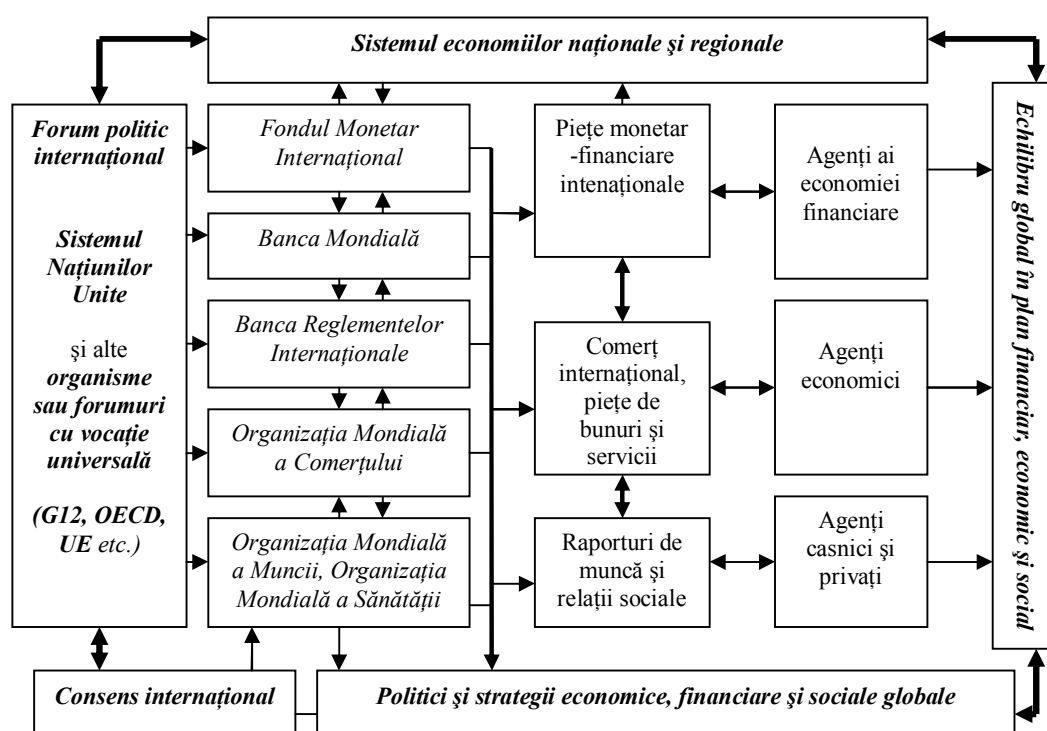 Sistemul economiilor naţionale şi regionale
Forum politic
internaţional
Sistemul
Naţiunilor
Unite
şi alte
organisme
sau forumuri
cu vocaţie
universală
(G12, OECD,
UE etc.)
Fondul Monetar
Internaţional
Banca Mondială
Banca Reglementelor
Internaţionale
Organizaţia Mondială
a Comerţului
Organizaţia Mondială
a Muncii, Organizaţia
Mondială a Sănătăţii
Pieţe monetar
-financiare
intenaţionale
Comerţ
internaţional,
pieţe de
bunuri şi
servicii
Raporturi de
muncă şi
relaţii sociale
Agenţi ai
economiei
financiare
Agenţi
economici
Agenţi
casnici şi
privaţi
Echilibru global în plan financiar, economic şi social
Consens internaţional
Politici şi strategii economice, financiare şi sociale globale